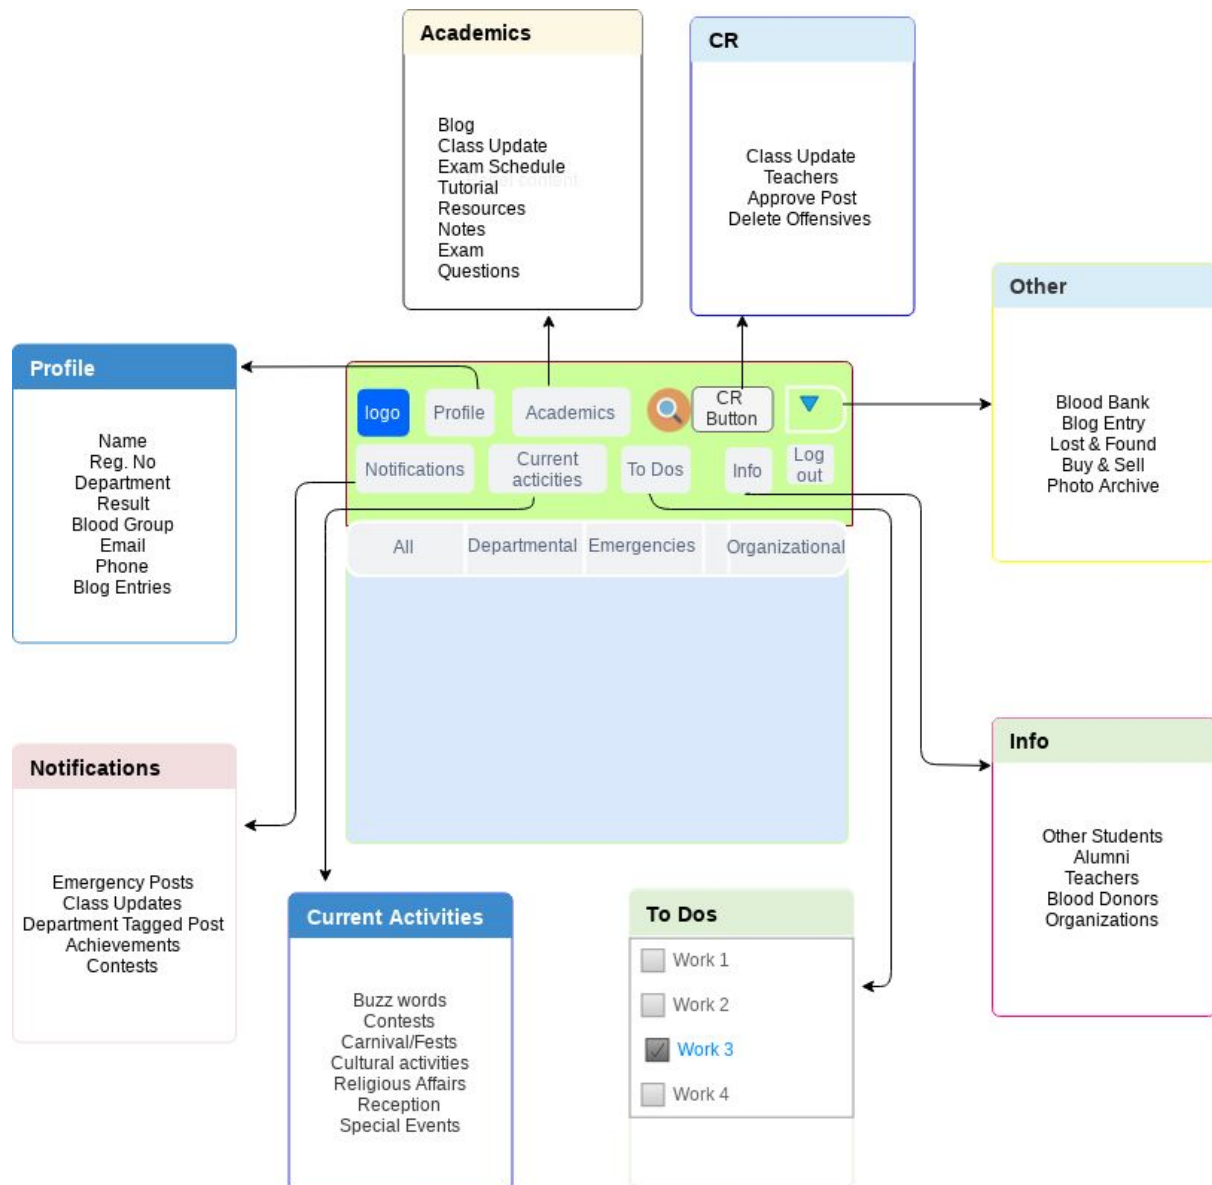 Academics
Blog
Class Update
Exam Schedule
Tutorial
Resources
Notes
Exam
Questions
CR
Class Update
Teachers
Approve Post
Delete Offensives
Other
Blood Bank
Blog Entry
Lost & Found
Buy & Sell
Photo Archive
Profile
Name
Reg. No
Department
Result
Blood Group
Email
Phone
Blog Entries
logo
Profile
Academics
CR
Button
Notifications
Current
acticities
To Dos
Info
Log
out
All
Departmental
Emergencies
Organizational
Notifications
Emergency Posts
Class Updates
Department Tagged Post
Achievements
Contests
Info
Other Students
Alumni
Teachers
Blood Donors
Organizations
Current Activities
Buzz words
Contests
Carnival/Fests
Cultural activities
Religious Affairs
Reception
Special Events
To Dos
Work 1
Work 2
Work 3
Work 4